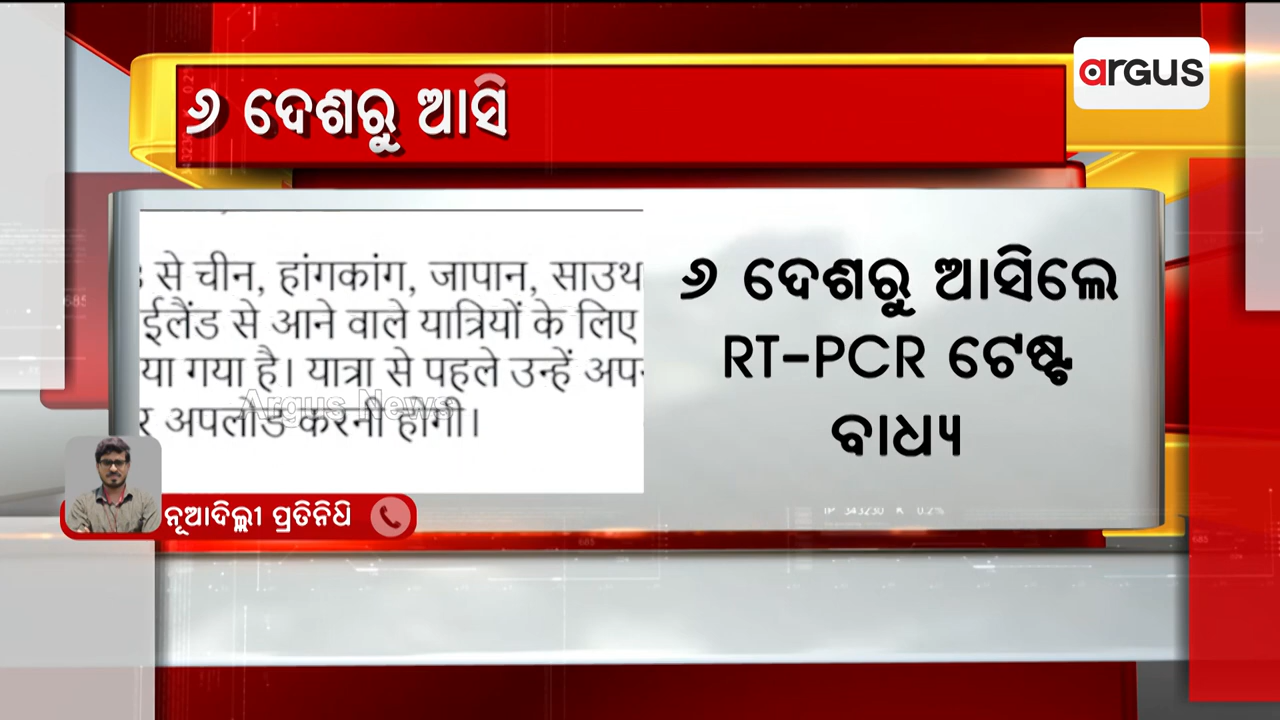 argus
୬ ଦେଶରୁ ଆସି
से चीन, हांगकांग, जापान, साउथ
ईलैंड से आने वाले यात्रियों के लिए
या गया है। यात्रा से पहले उन्हें अप
र अपलोड करनी होगी।
Argus News
୬ ଦେଶରୁ ଆସିଲେ
RT-PCR ଟେଷ୍ଟ
ବାଧ୍ୟ
ନୂଆଦିଲ୍ଲୀ ପ୍ରତିନିଧି